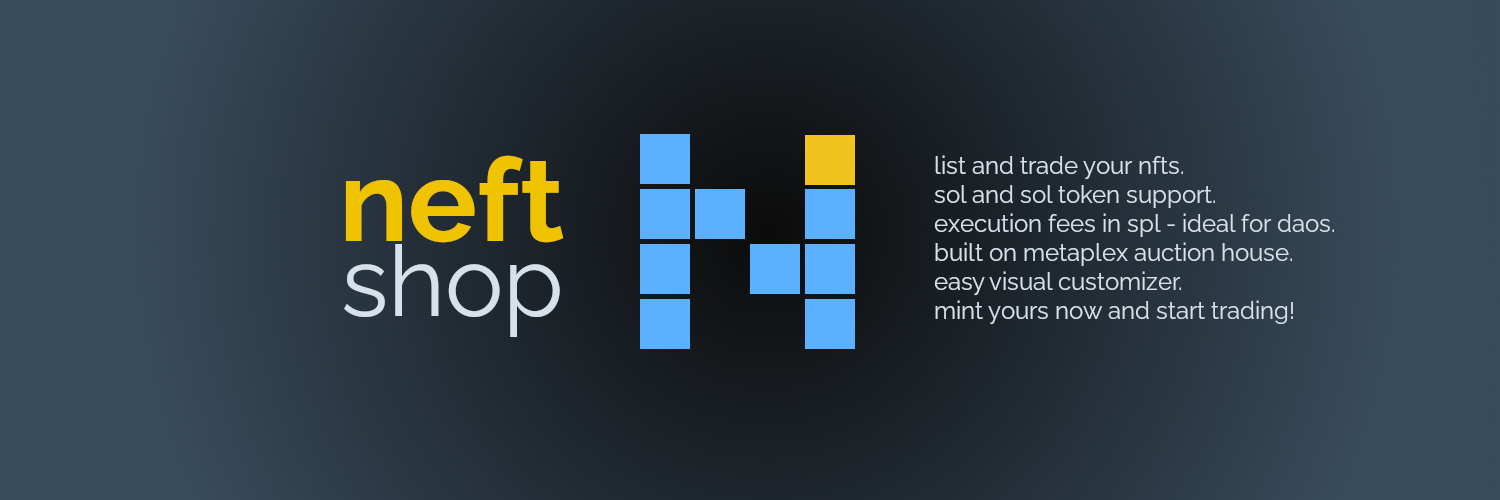 neft
shop
list and trade your nfts.
sol and sol token support.
execution fees in spl - ideal for daos.
built on metaplex auction house.
easy visual customizer.
mint yours now and start trading!